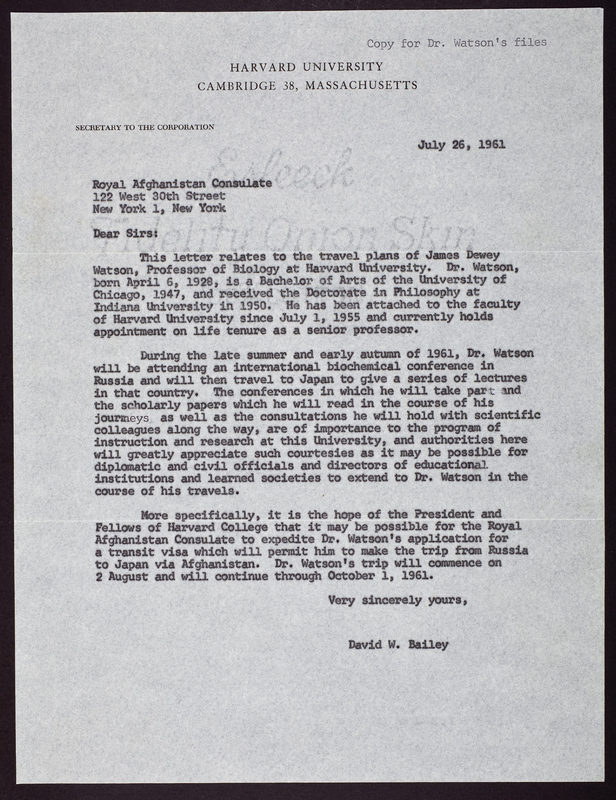 Copy for Dr. Watson's files
HARVARD UNIVERSITY
CAMBRIDGE 38, MASSACHUSETTS
SECRETARY TO THE CORPORATION
July 26, 1961
Royal Afghanistan Consulate
122 West 30th Street
New York 1, New York
Dear Sirs:
This letter relates to the travel plans of James Dewey
Watson, Professor of Biology at Harvard University. Dr. Watson,
born April 6, 1928, is a Bachelor of Arts of the University of
Chicago, 1947, and received the Doctorate in Philosophy at
Indiana University in 1950. He has been attached to the faculty
of Harvard University since July 1, 1955 and currently holds
appointment on life tenure as a senior professor.
During the late summer and early autumn of 1961, Dr. Watson
will be attending an international biochemical conference in
Russia and will then travel to Japan to give a series of lectures
in that country. The conferences in which he will take part and
the scholarly papers which he will read in the course of his
journeys as well as the consultations he will hold with scientific
colleagues along the way, are of importance to the program of
instruction and research at this University, and authorities here
will greatly appreciate such courtesies as it may be possible for
diplomatic and civil officials and directors of educational
institutions and learned societies to extend to Dr. Watson in the
course of his travels.
More specifically, it is the hope of the President and
Fellows of Harvard College that it may be possible for the Royal
Afghanistan Consulate to expedite Dr. Watson's application for
a transit visa which will permit him to make the trip from Russia
to Japan via Afghanistan. Dr. Watson's trip will commence on
2 August and will continue through October 1, 1961.
Very sincerely yours,
David W. Bailey
Fidelity Onion Skin